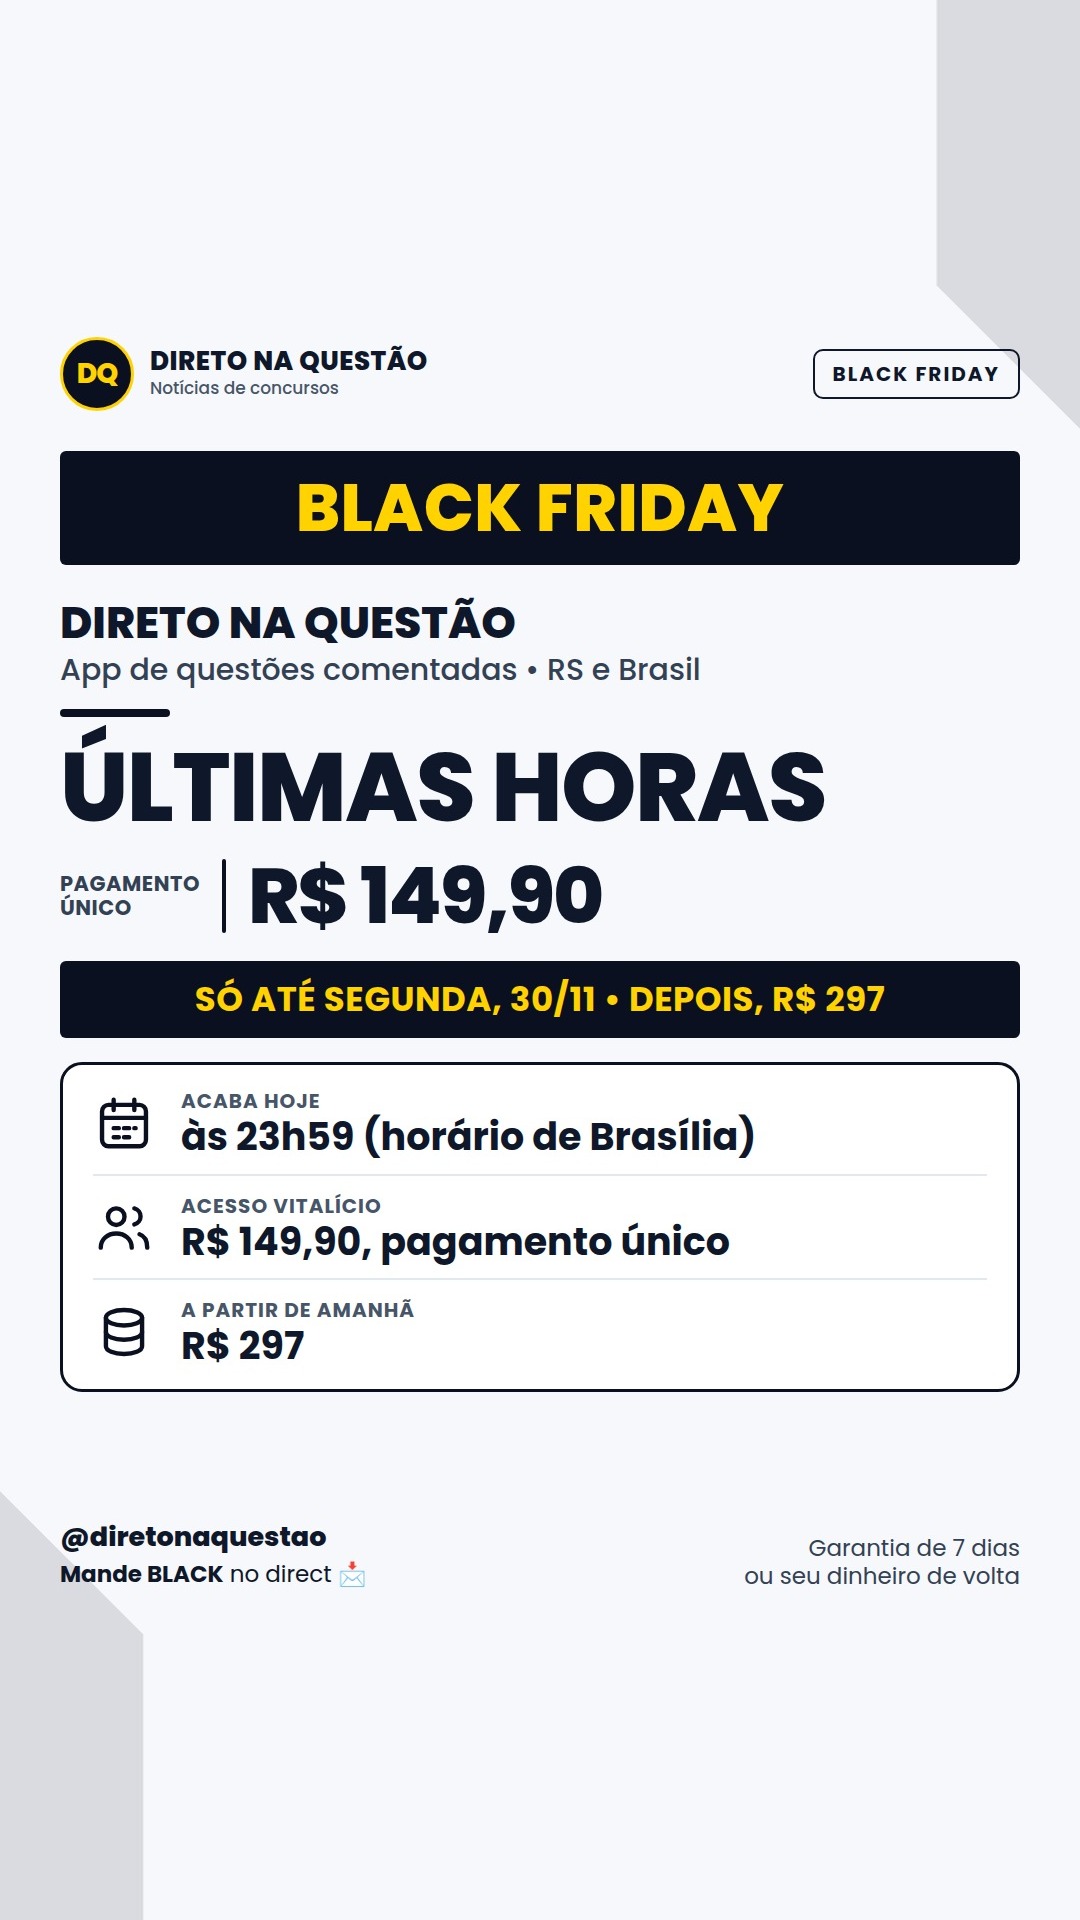 DQ
DIRETO NA QUESTÃO
Notícias de concursos
BLACK FRIDAY
BLACK FRIDAY
DIRETO NA QUESTÃO
App de questões comentadas • RS e Brasil
ÚLTIMAS HORAS
PAGAMENTO
ÚNICO
R$ 149,90
SÓ ATÉ SEGUNDA, 30/11 • DEPOIS, R$ 297
ACABA HOJE
às 23h59 (horário de Brasília)
ACESSO VITALÍCIO
R$ 149,90, pagamento único
A PARTIR DE AMANHÃ
R$ 297
@diretonaquestao
Mande BLACK no direct 📩
Garantia de 7 dias
ou seu dinheiro de volta